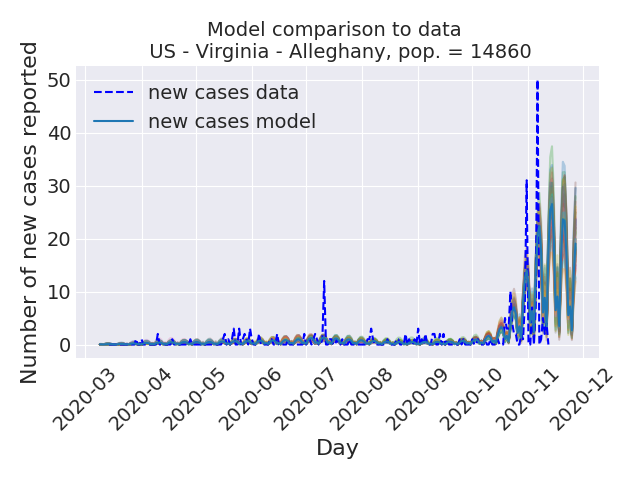 Model comparison to data
US - Virginia - Alleghany, pop. = 14860
Number of new cases reported
50
40
30
20
10
0
new cases data
new cases model
2020-03
2020-04
2020-05
2020-06
2020-07
2020-08
2020-09
2020-10
2020-11
2020-12
Day